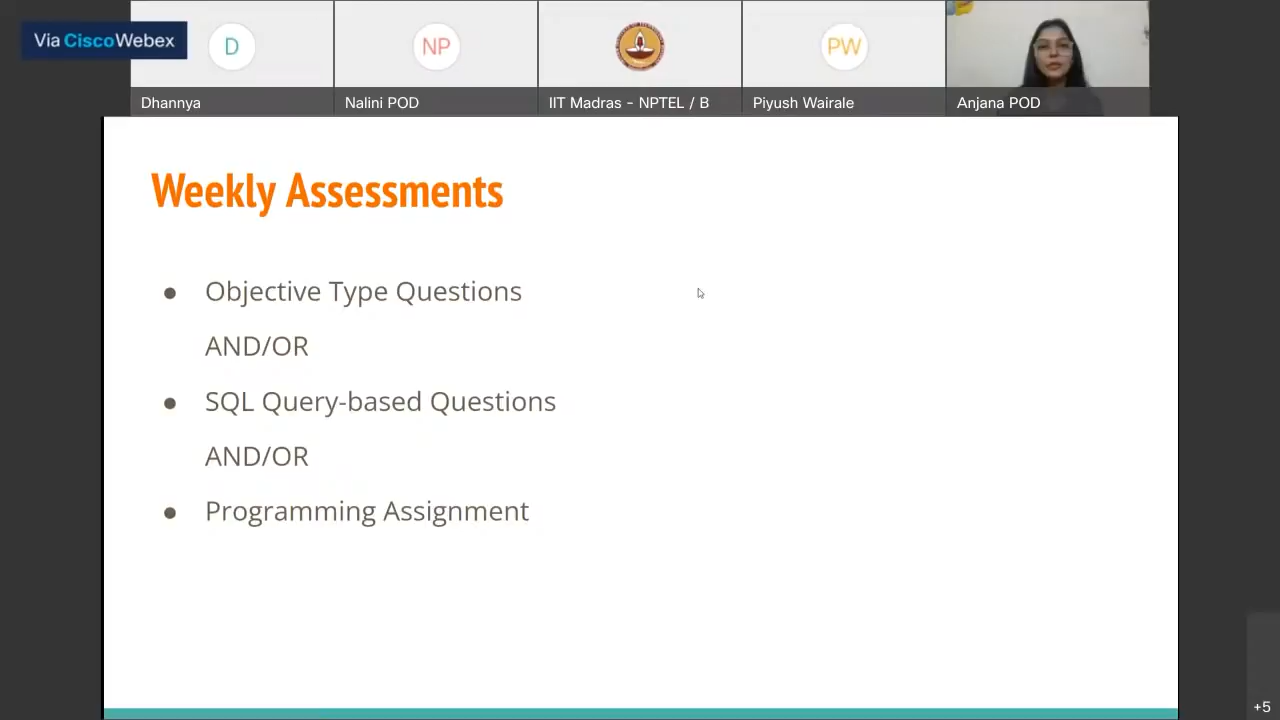 Via CiscoWebex
D
NP
PW
Dhannya
Nalini POD
IIT Madras - NPTEL / B
Piyush Wairale
Anjana POD
Weekly Assessments
● Objective Type Questions
AND/OR
● SQL Query-based Questions
AND/OR
● Programming Assignment
+5